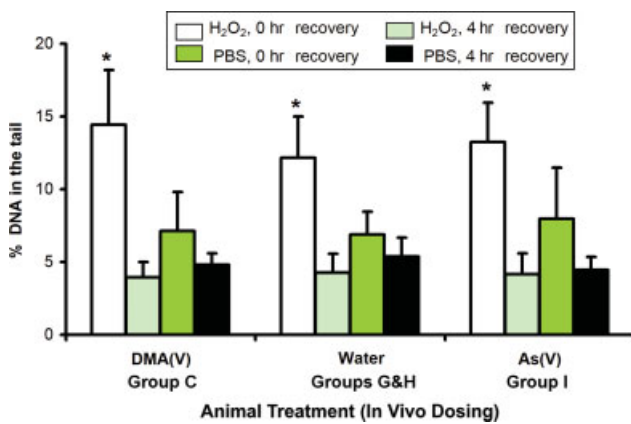 H₂O₂, 0 hr recovery H₂O₂, 4 hr recovery
PBS, 0 hr recovery PBS, 4 hr recovery
20
15
10
5
0
% DNA in the tail
* * *
DMA(V) Water As(V)
Group C Groups G&H Group I
Animal Treatment (In Vivo Dosing)